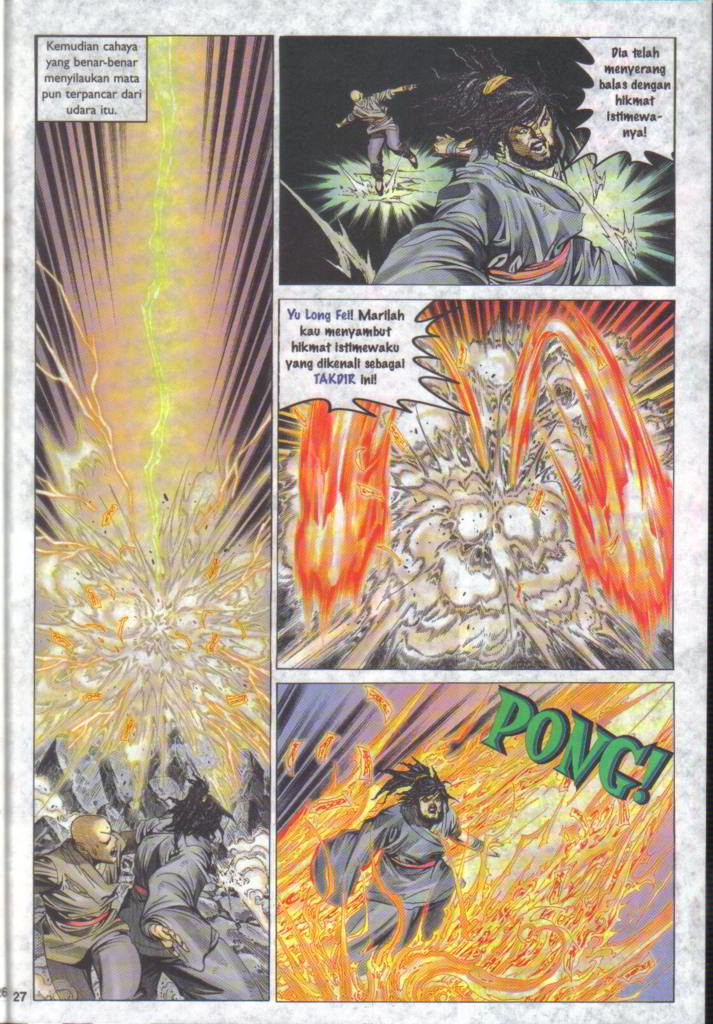 Kemudian cahaya
yang benar-benar
menyilaukan mata
pun terpancar dari
udara itu.
Dia telah
menyerang
balas dengan
hikmat
istimewa-
nya!
Yu Long Fei! Marilah
kau menyambut
hikmat istimewaku
yang dikenali sebagai
TAKDIR ini!
PONG!
27